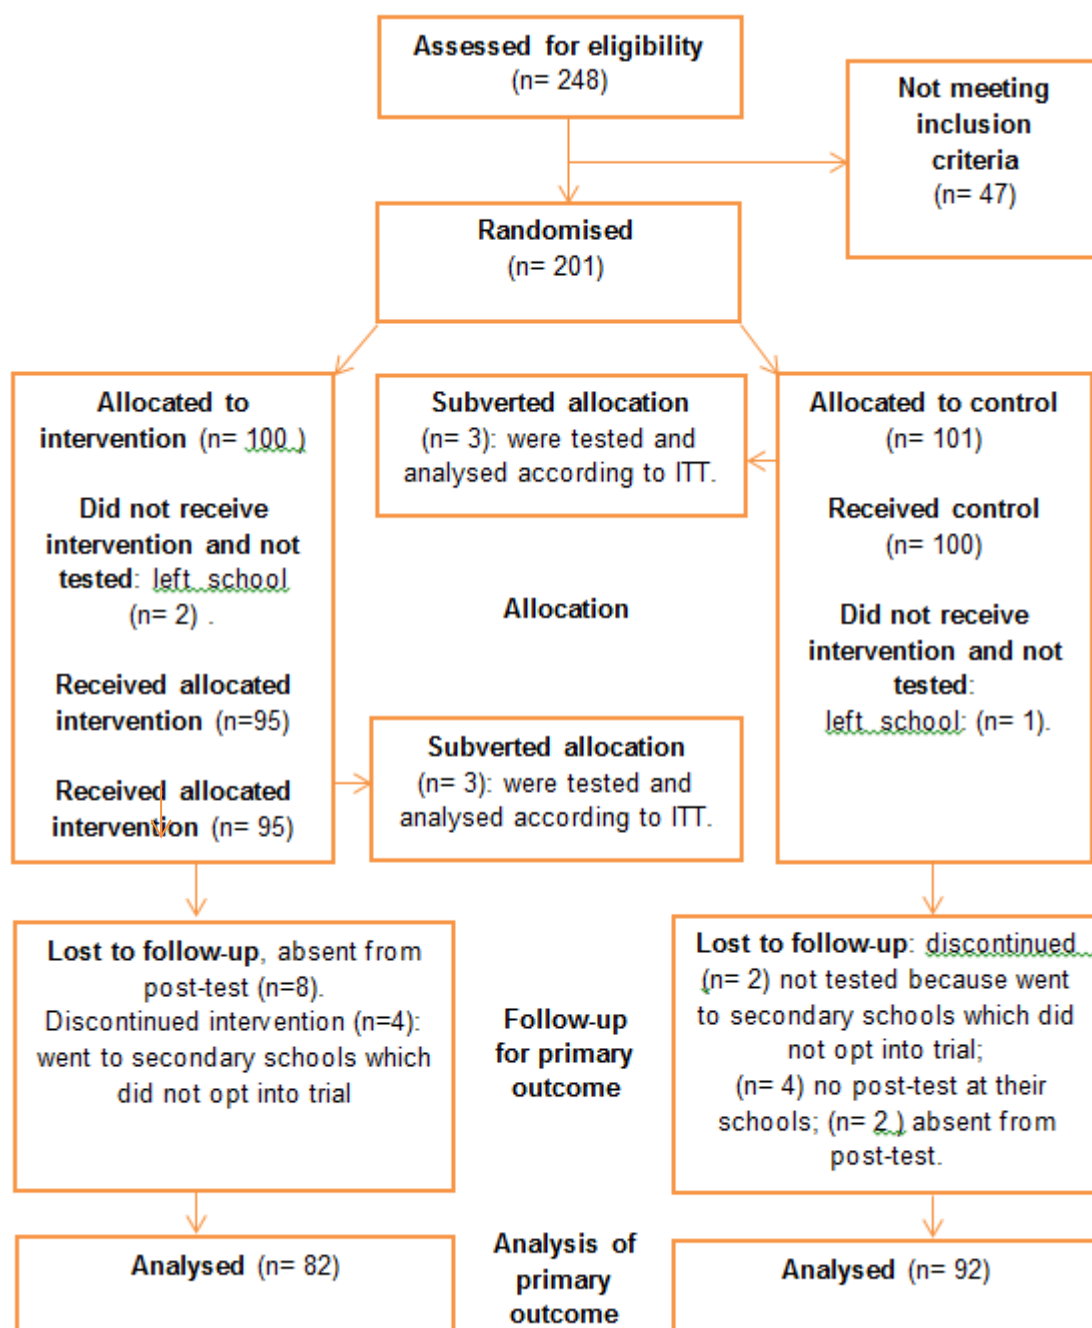 Assessed for eligibility
(n= 248)
Not meeting
inclusion
criteria
(n= 47)
Randomised
(n= 201)
Allocated to
intervention (n= 100 )
Did not receive
intervention and not
tested: left school
(n= 2) .
Received allocated
intervention (n=95)
Received allocated
intervention (n= 95)
Subverted allocation
(n= 3): were tested and
analysed according to ITT.
Allocation
Subverted allocation
(n= 3): were tested and
analysed according to ITT.
Allocated to control
(n= 101)
Received control
(n= 100)
Did not receive
intervention and not
tested:
left school: (n= 1).
Lost to follow-up, absent from
post-test (n=8).
Discontinued intervention (n=4):
went to secondary schools which
did not opt into trial
Follow-up
for primary
outcome
Lost to follow-up: discontinued
(n= 2) not tested because went
to secondary schools which did
not opt into trial;
(n= 4) no post-test at their
schools; (n= 2 ) absent from
post-test.
Analysed (n= 82)
Analysis of
primary
outcome
Analysed (n= 92)